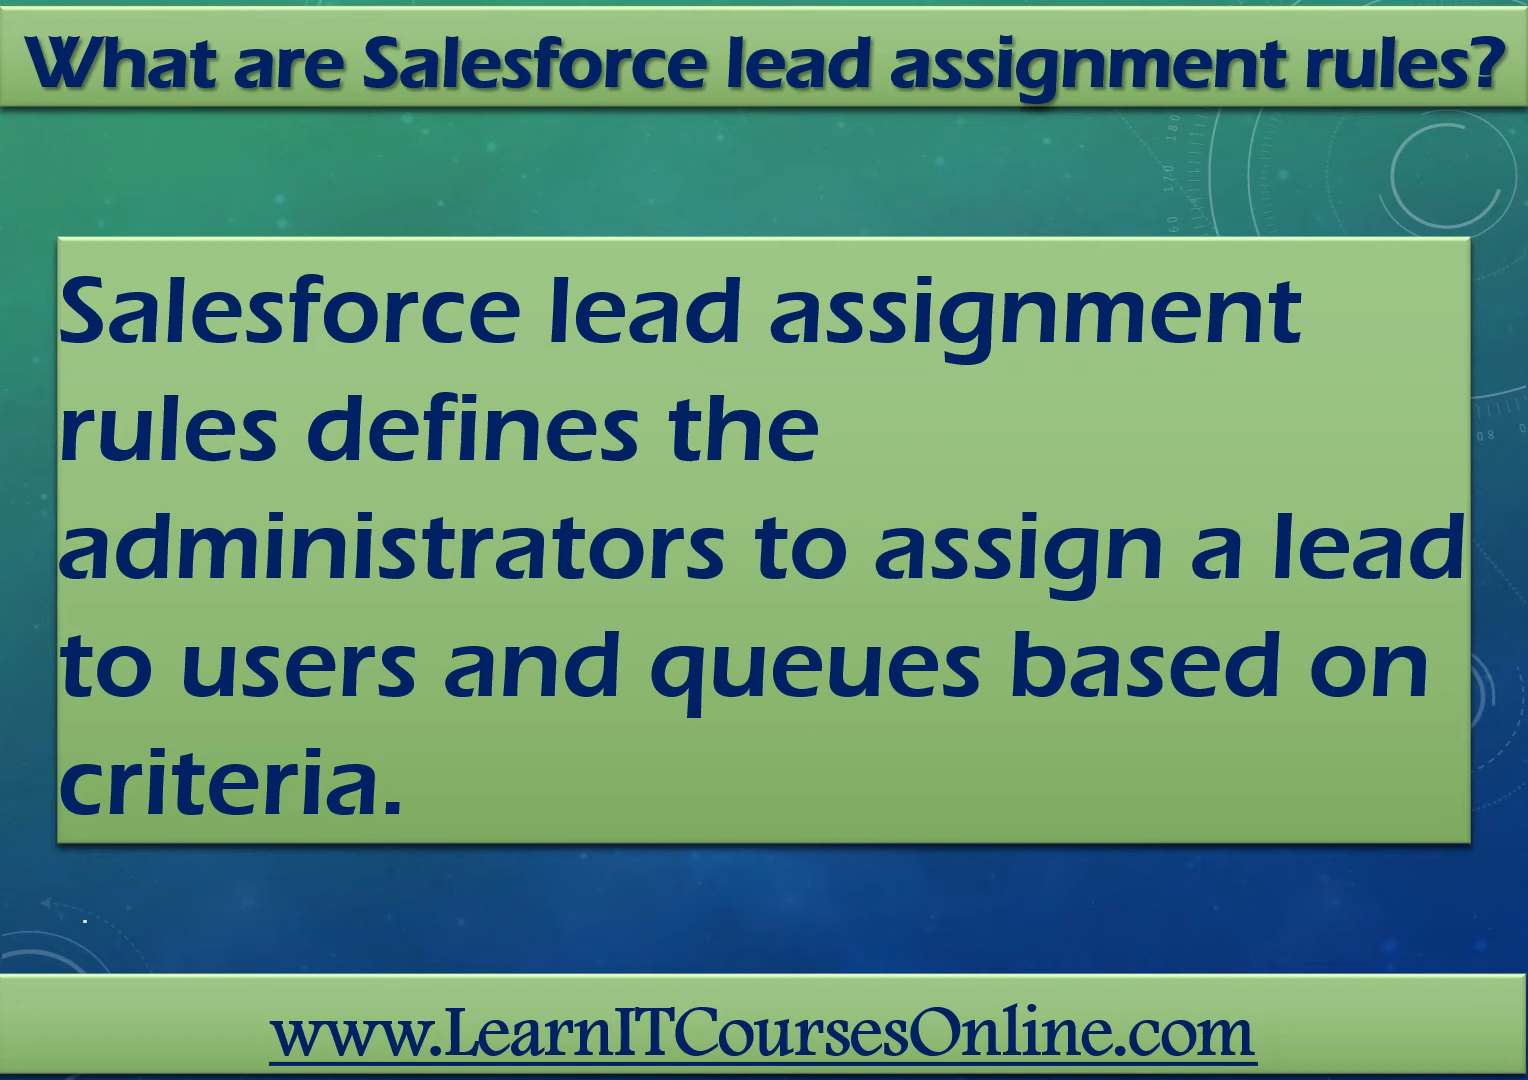 What are Salesforce lead assignment rules?
Salesforce lead assignment
rules defines the
administrators to assign a lead
to users and queues based on
criteria.
www.LearnITCoursesOnline.com